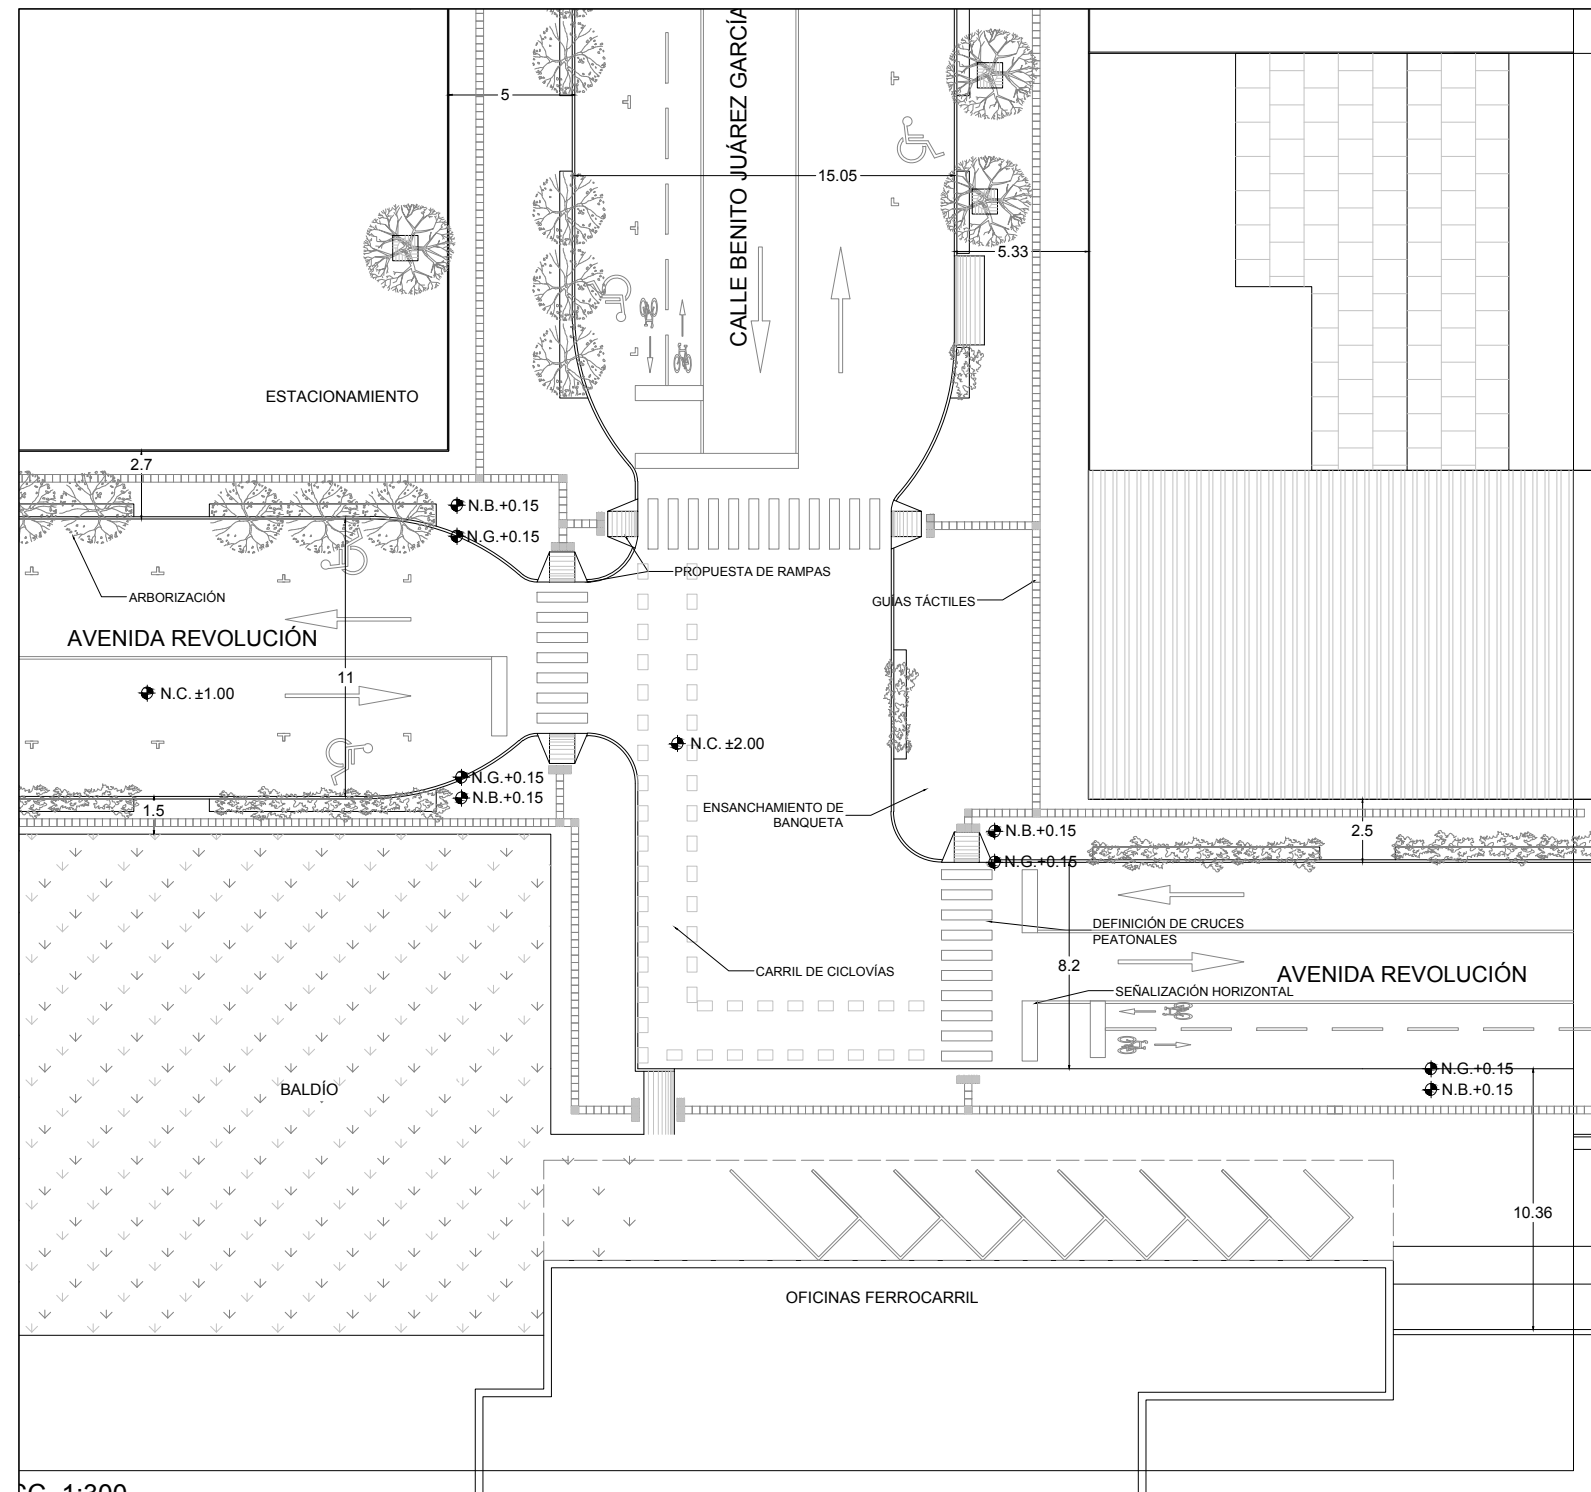 5
CALLE BENITO JUÁREZ GARCÍA
15.05
5.33
ESTACIONAMIENTO
2.7
N.B.+0.15
N.G.+0.15
PROPUESTA DE RAMPAS
ARBORIZACIÓN
GUÍAS TÁCTILES
AVENIDA REVOLUCIÓN
11
N.C. ±1.00
N.C. ±2.00
N.G.+0.15
N.B.+0.15
1.5
ENSANCHAMIENTO DE
BANQUETA
N.B.+0.15
2.5
N.G.+0.15
DEFINICIÓN DE CRUCES
PEATONALES
8.2
CARRIL DE CICLOVÍAS
AVENIDA REVOLUCIÓN
SEÑALIZACIÓN HORIZONTAL
N.G.+0.15
N.B.+0.15
BALDÍO
10.36
OFICINAS FERROCARRIL
1:300